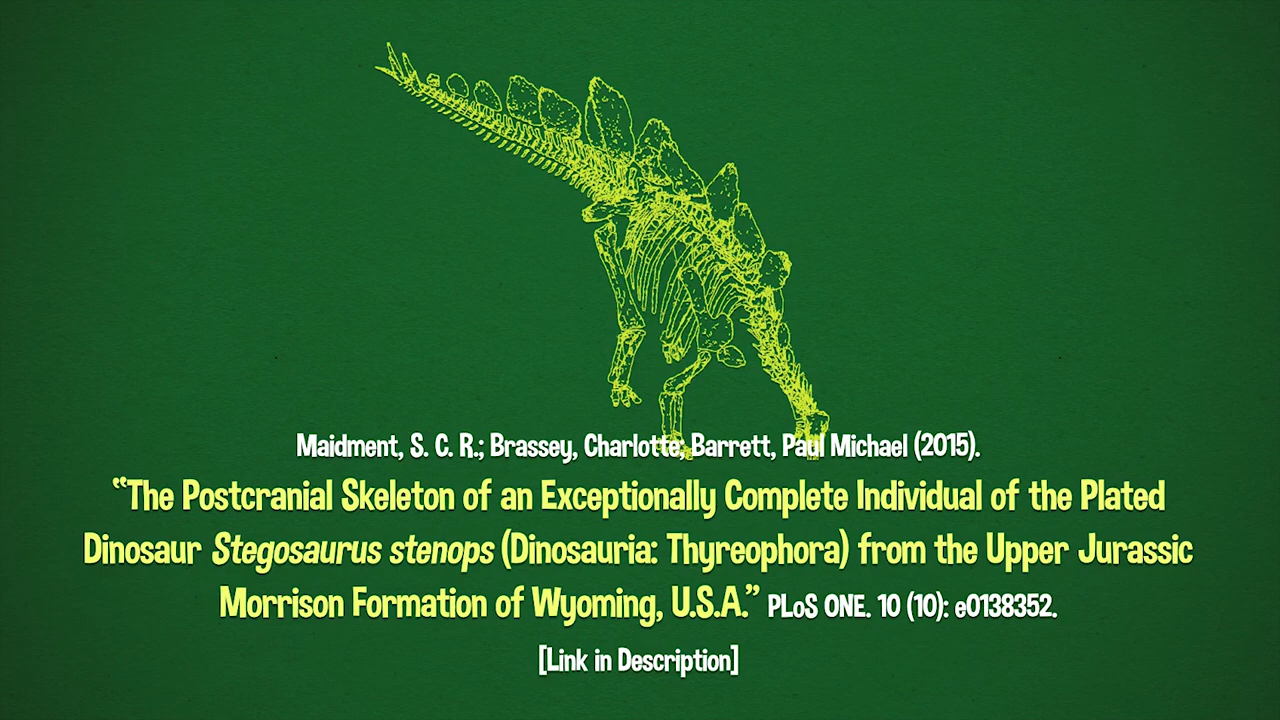 Maidment, S. C. R.; Brassey, Charlotte; Barrett, Paul Michael (2015).
“The Postcranial Skeleton of an Exceptionally Complete Individual of the Plated
Dinosaur Stegosaurus stenops (Dinosauria: Thyreophora) from the Upper Jurassic
Morrison Formation of Wyoming, U.S.A.” PLoS ONE. 10 (10): e0138352.
[Link in Description]